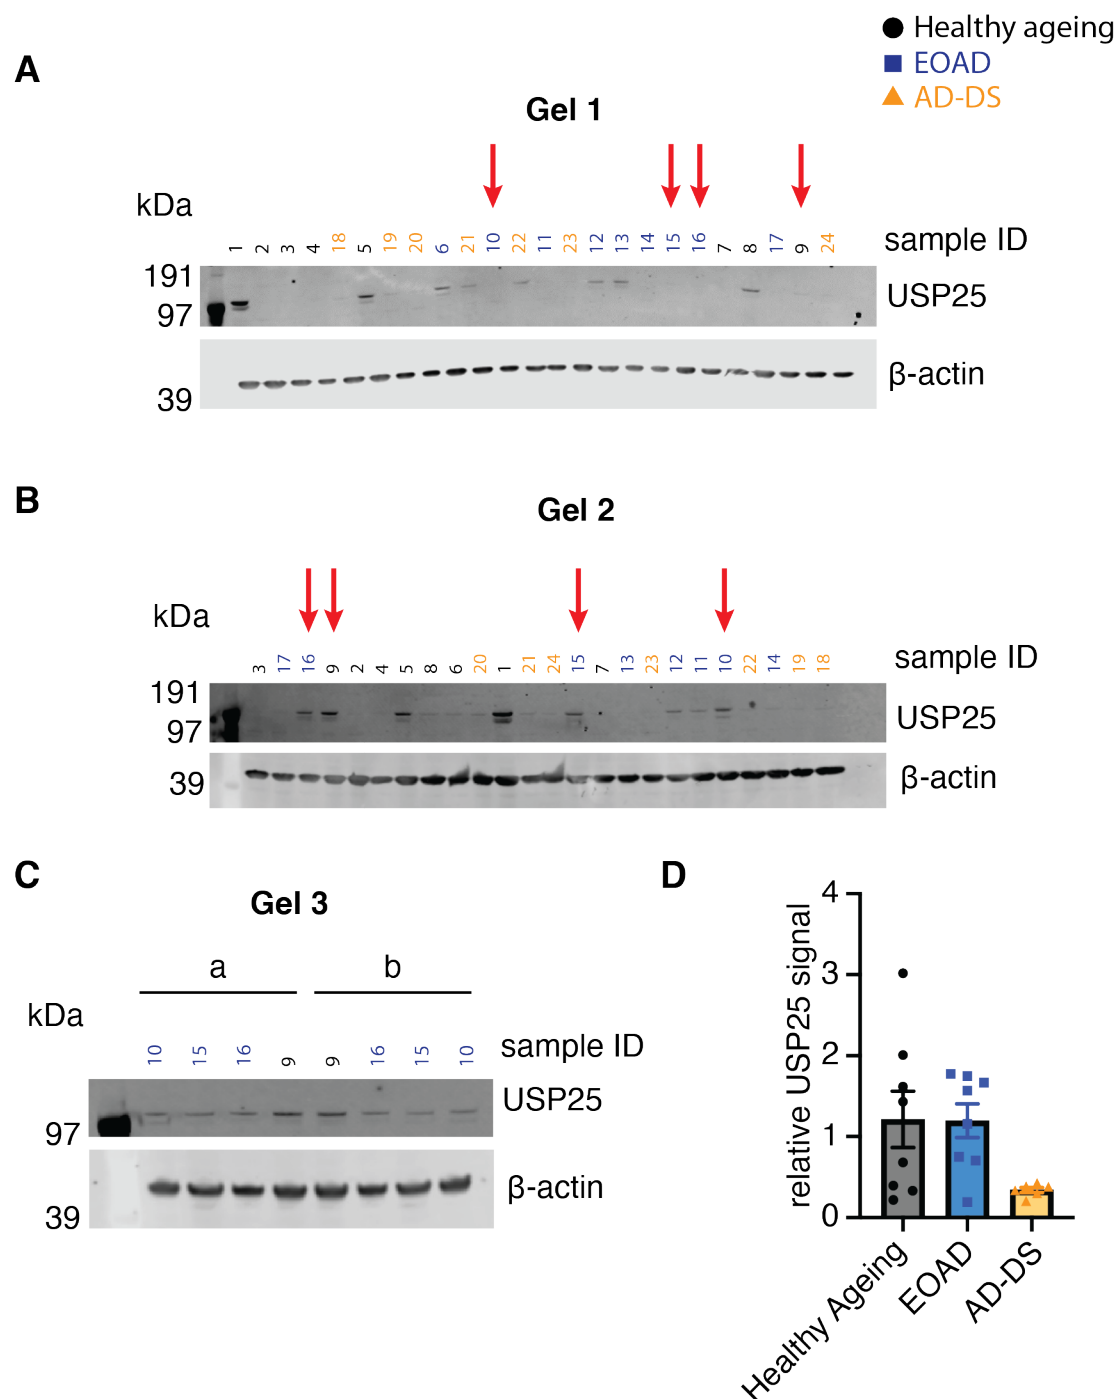 Healthy ageing
EOAD
AD-DS
A
Gel 1
kDa
1 2 3 4 18 5 19 20 6 21 10 22 11 23 12 13 14 15 16 7 8 17 9 24
sample ID
191
USP25
97
β-actin
39
B
Gel 2
kDa
3 17 16 9 2 4 5 8 6 20 1 21 24 15 7 13 23 12 11 10 22 14 19 18
sample ID
191
USP25
97
39
β-actin
C
Gel 3
a b
kDa
10 15 16 9 9 16 15 10
sample ID
USP25
97
β-actin
39
D
relative USP25 signal
4
3
2
1
0
Healthy Ageing
EOAD
AD-DS